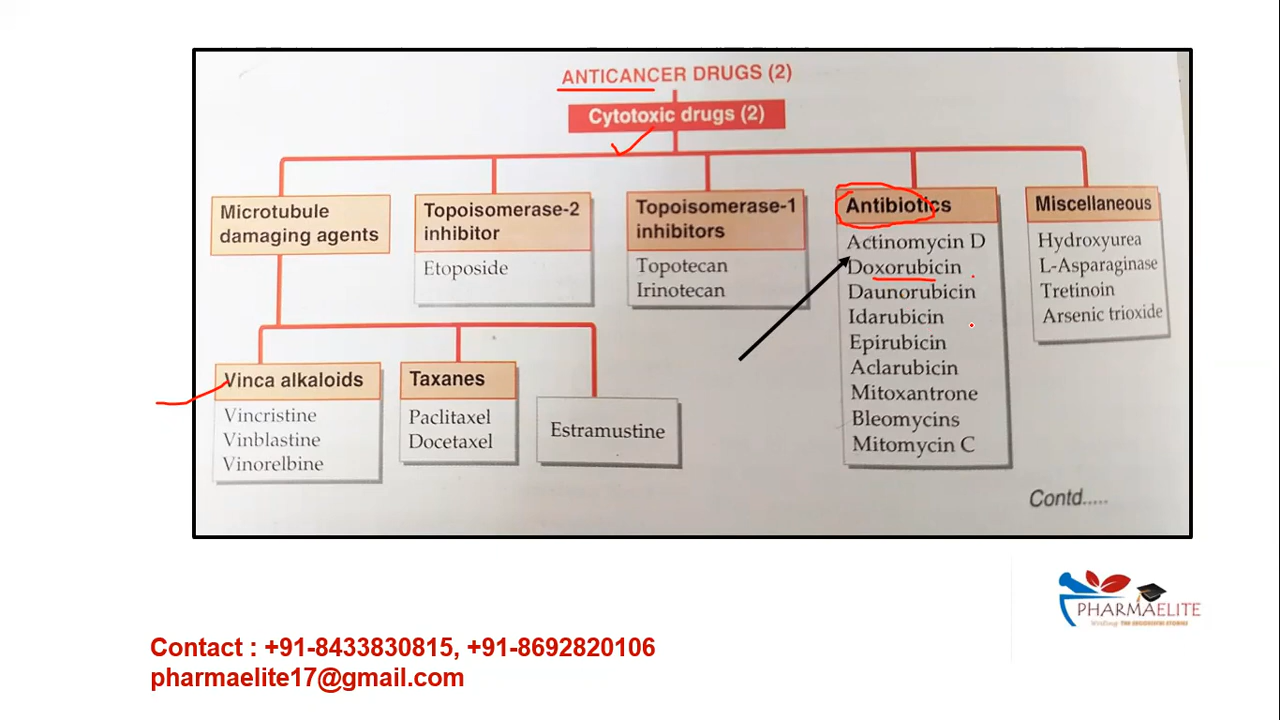 ANTICANCER DRUGS (2)
Cytotoxic drugs (2)
Microtubule
damaging agents
Topoisomerase-2
inhibitor
Etoposide
Topoisomerase-1
inhibitors
Topotecan
Irinotecan
Antibiotics
Actinomycin D
Doxorubicin
Daunorubicin
Idarubicin
Epirubicin
Aclarubicin
Mitoxantrone
Bleomycins
Mitomycin C
Miscellaneous
Hydroxyurea
L-Asparaginase
Tretinoin
Arsenic trioxide
Vinca alkaloids
Vincristine
Vinblastine
Vinorelbine
Taxanes
Paclitaxel
Docetaxel
Estramustine
Contd.....
PHARMAELITE
Contact : +91-8433830815, +91-8692820106
pharmaelite17@gmail.com